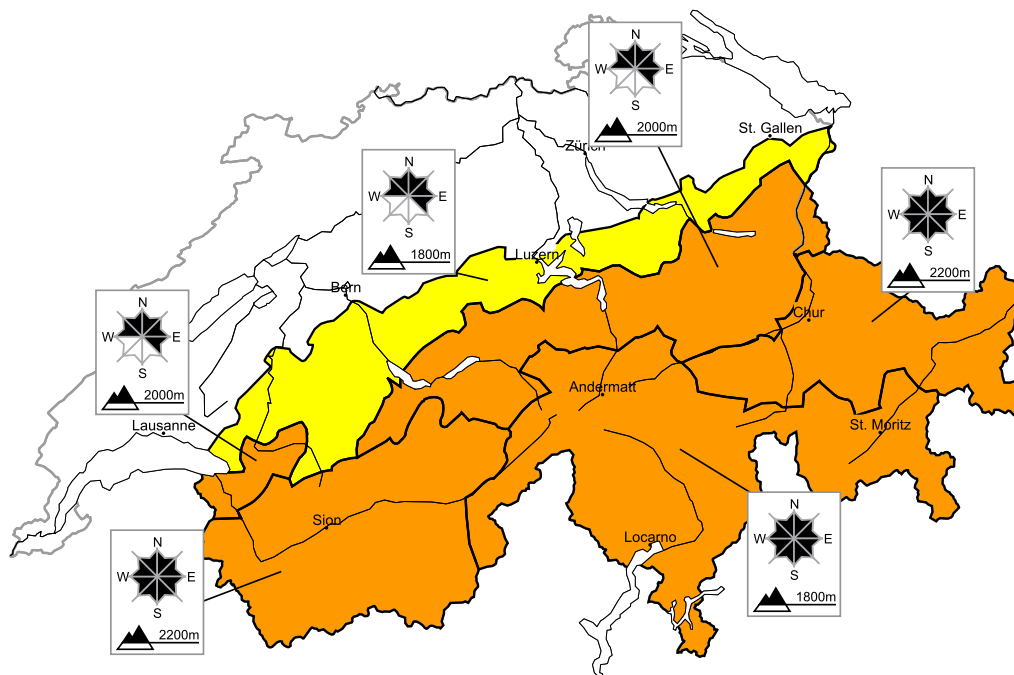 N
W E
S
2000m
St. Gallen
Zürich
N
W E
S
1800m
N
W E
S
2200m
Luzern
Bern
Chur
N
W E
S
2000m
Andermatt
Lausanne
St. Moritz
N
W E
S
1800m
Sion
Locarno
N
W E
S
2200m